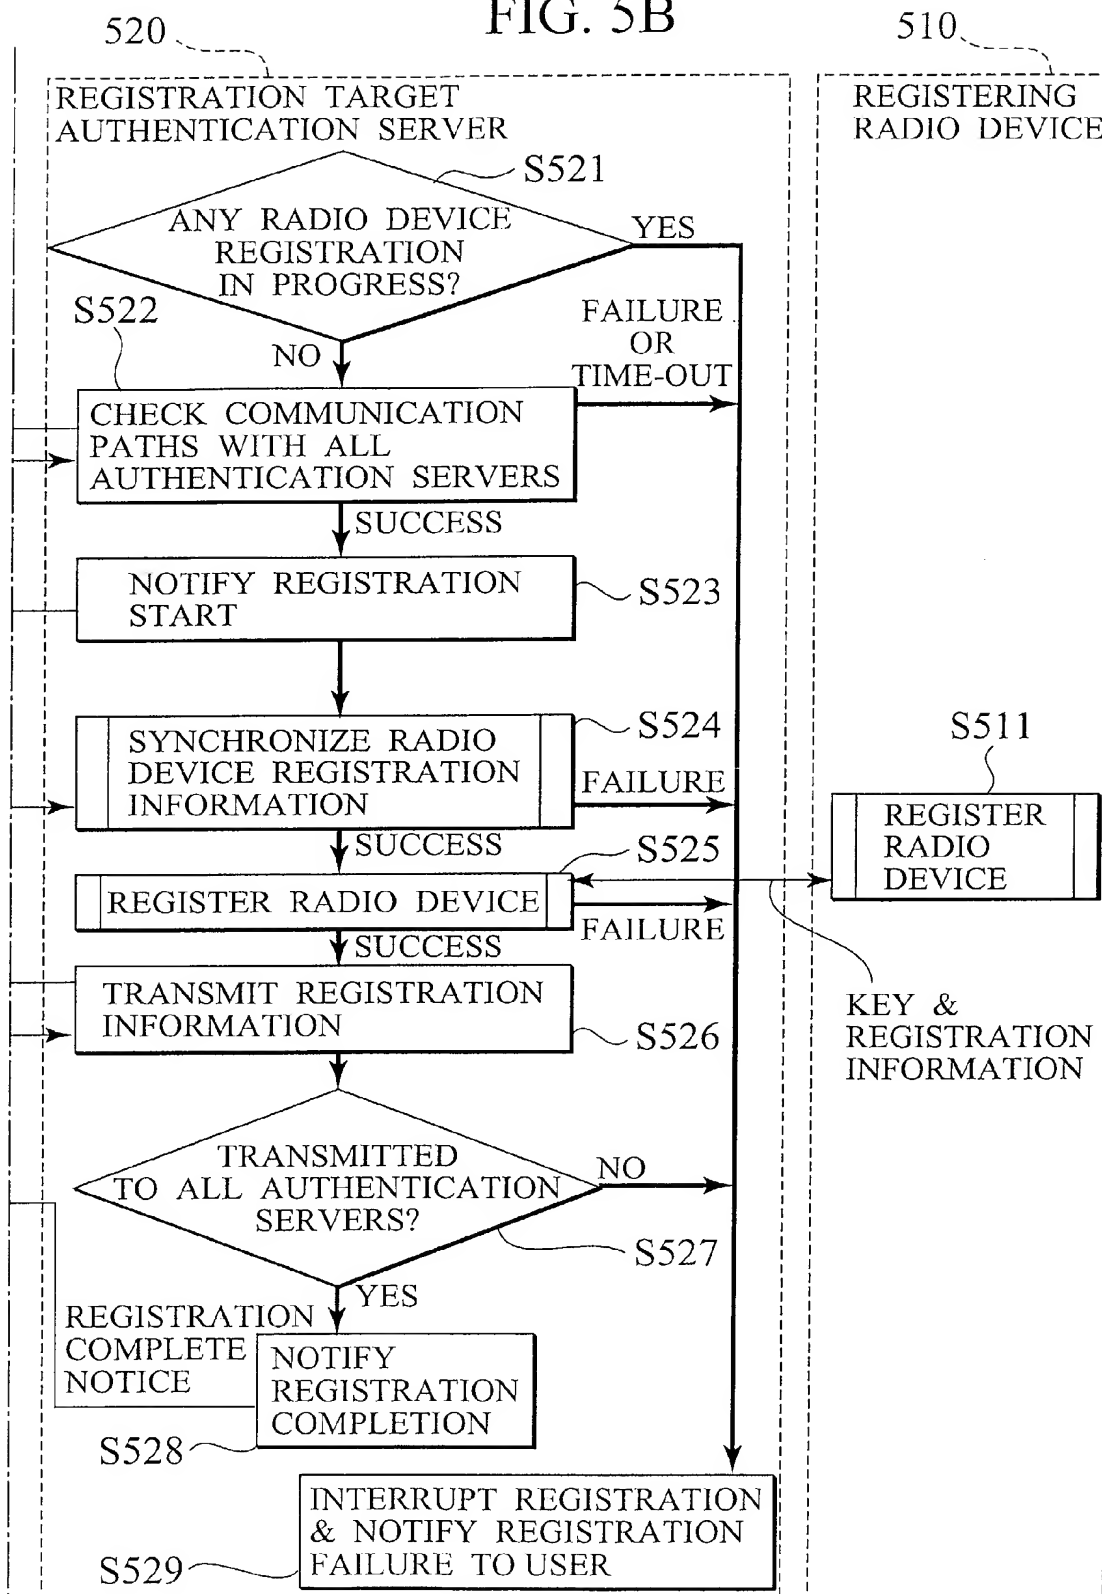 FIG. 5B
520
510
REGISTRATION TARGET
AUTHENTICATION SERVER
REGISTERING
RADIO DEVICE
S521
ANY RADIO DEVICE
REGISTRATION
IN PROGRESS?
YES
S522
NO
FAILURE
OR
TIME-OUT
CHECK COMMUNICATION
PATHS WITH ALL
AUTHENTICATION SERVERS
SUCCESS
NOTIFY REGISTRATION
START
S523
SYNCHRONIZE RADIO
DEVICE REGISTRATION
INFORMATION
S524
FAILURE
S511
REGISTER
RADIO
DEVICE
SUCCESS
S525
REGISTER RADIO DEVICE
FAILURE
SUCCESS
KEY &
REGISTRATION
INFORMATION
TRANSMIT REGISTRATION
INFORMATION
S526
TRANSMITTED
TO ALL AUTHENTICATION
SERVERS?
NO
S527
YES
REGISTRATION
COMPLETE
NOTICE
NOTIFY
REGISTRATION
COMPLETION
S528
INTERRUPT REGISTRATION
& NOTIFY REGISTRATION
FAILURE TO USER
S529